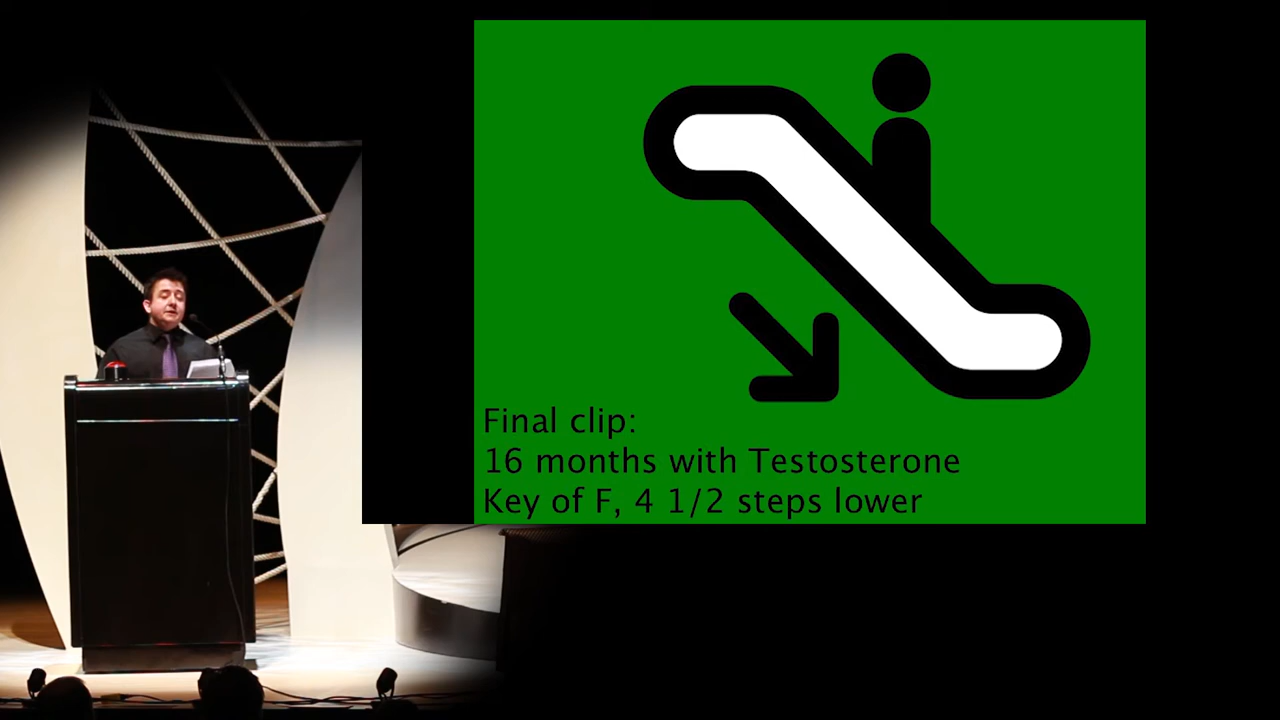 Final clip:
16 months with Testosterone
Key of F, 4 1/2 steps lower